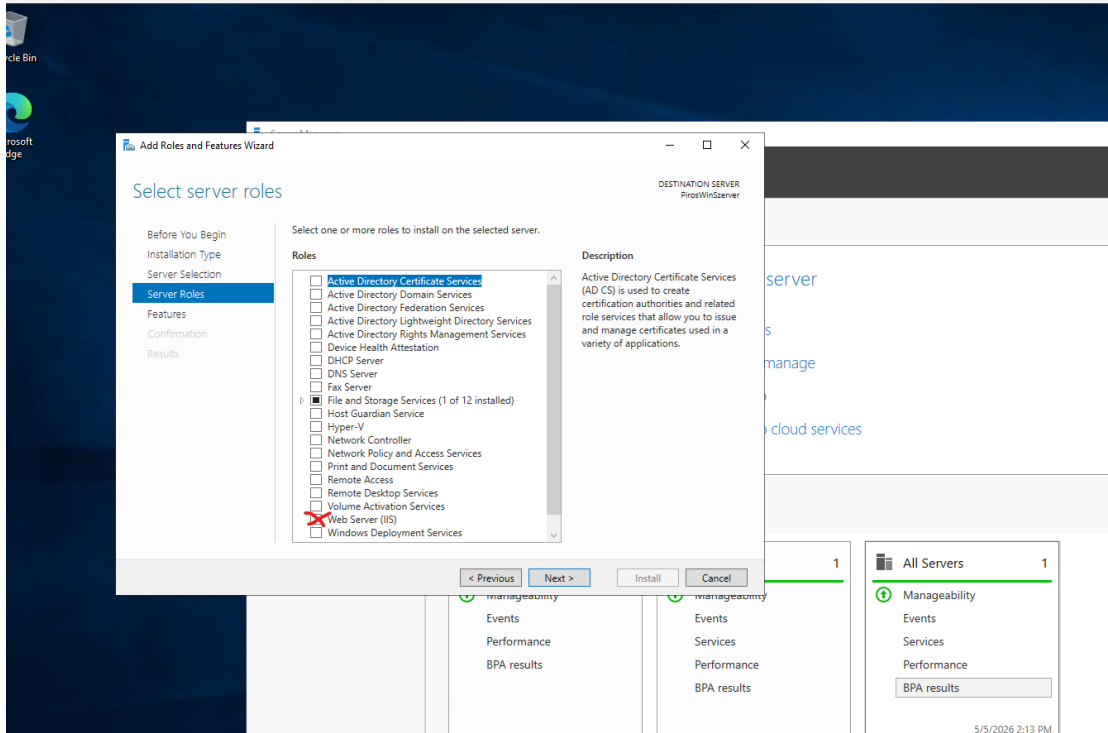 cle Bin
rosoft
dge
Add Roles and Features Wizard
Select server roles
DESTINATION SERVER
PirosWinSzerver
Before You Begin
Installation Type
Server Selection
Server Roles
Features
Confirmation
Results
Select one or more roles to install on the selected server.
Roles
Active Directory Certificate Services
Active Directory Domain Services
Active Directory Federation Services
Active Directory Lightweight Directory Services
Active Directory Rights Management Services
Device Health Attestation
DHCP Server
DNS Server
Fax Server
File and Storage Services (1 of 12 installed)
Host Guardian Service
Hyper-V
Network Controller
Network Policy and Access Services
Print and Document Services
Remote Access
Remote Desktop Services
Volume Activation Services
Web Server (IIS)
Windows Deployment Services
Description
Active Directory Certificate Services
(AD CS) is used to create
certification authorities and related
role services that allow you to issue
and manage certificates used in a
variety of applications.
< Previous
Next >
Install
Cancel
server
s
manage
cloud services
Manageability
Events
Performance
BPA results
1
Manageability
Events
Services
Performance
BPA results
All Servers 1
Manageability
Events
Services
Performance
BPA results
5/5/2026 2:13 PM